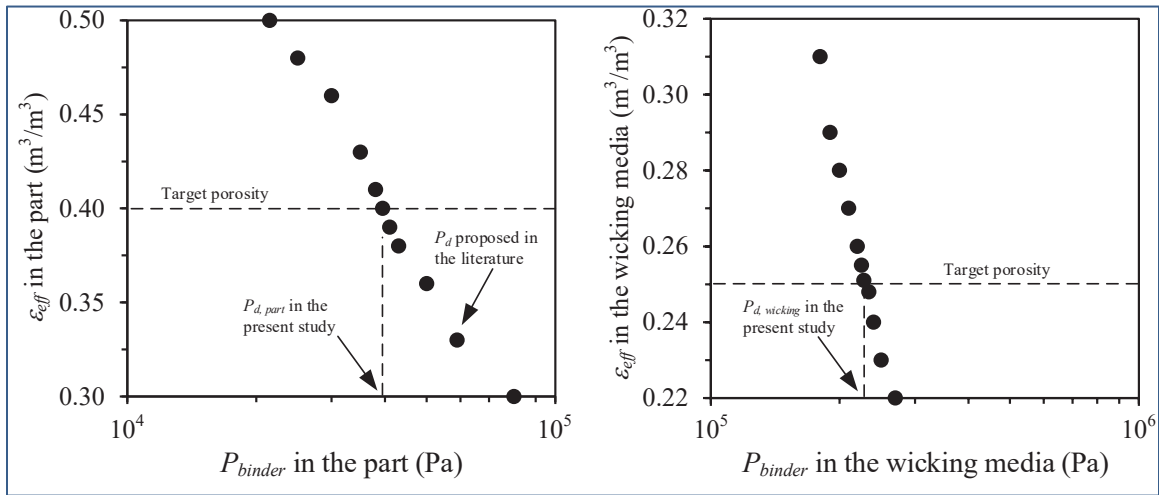 0.50
0.45
0.40
0.35
0.30
ε_eff in the part (m³/m³)
Target porosity
P_d proposed in
the literature
P_d, part in the
present study
10⁴
10⁵
P_binder in the part (Pa)
0.32
0.30
0.28
0.26
0.24
0.22
ε_eff in the wicking media (m³/m³)
Target porosity
P_d, wicking in the
present study
10⁵
10⁶
P_binder in the wicking media (Pa)